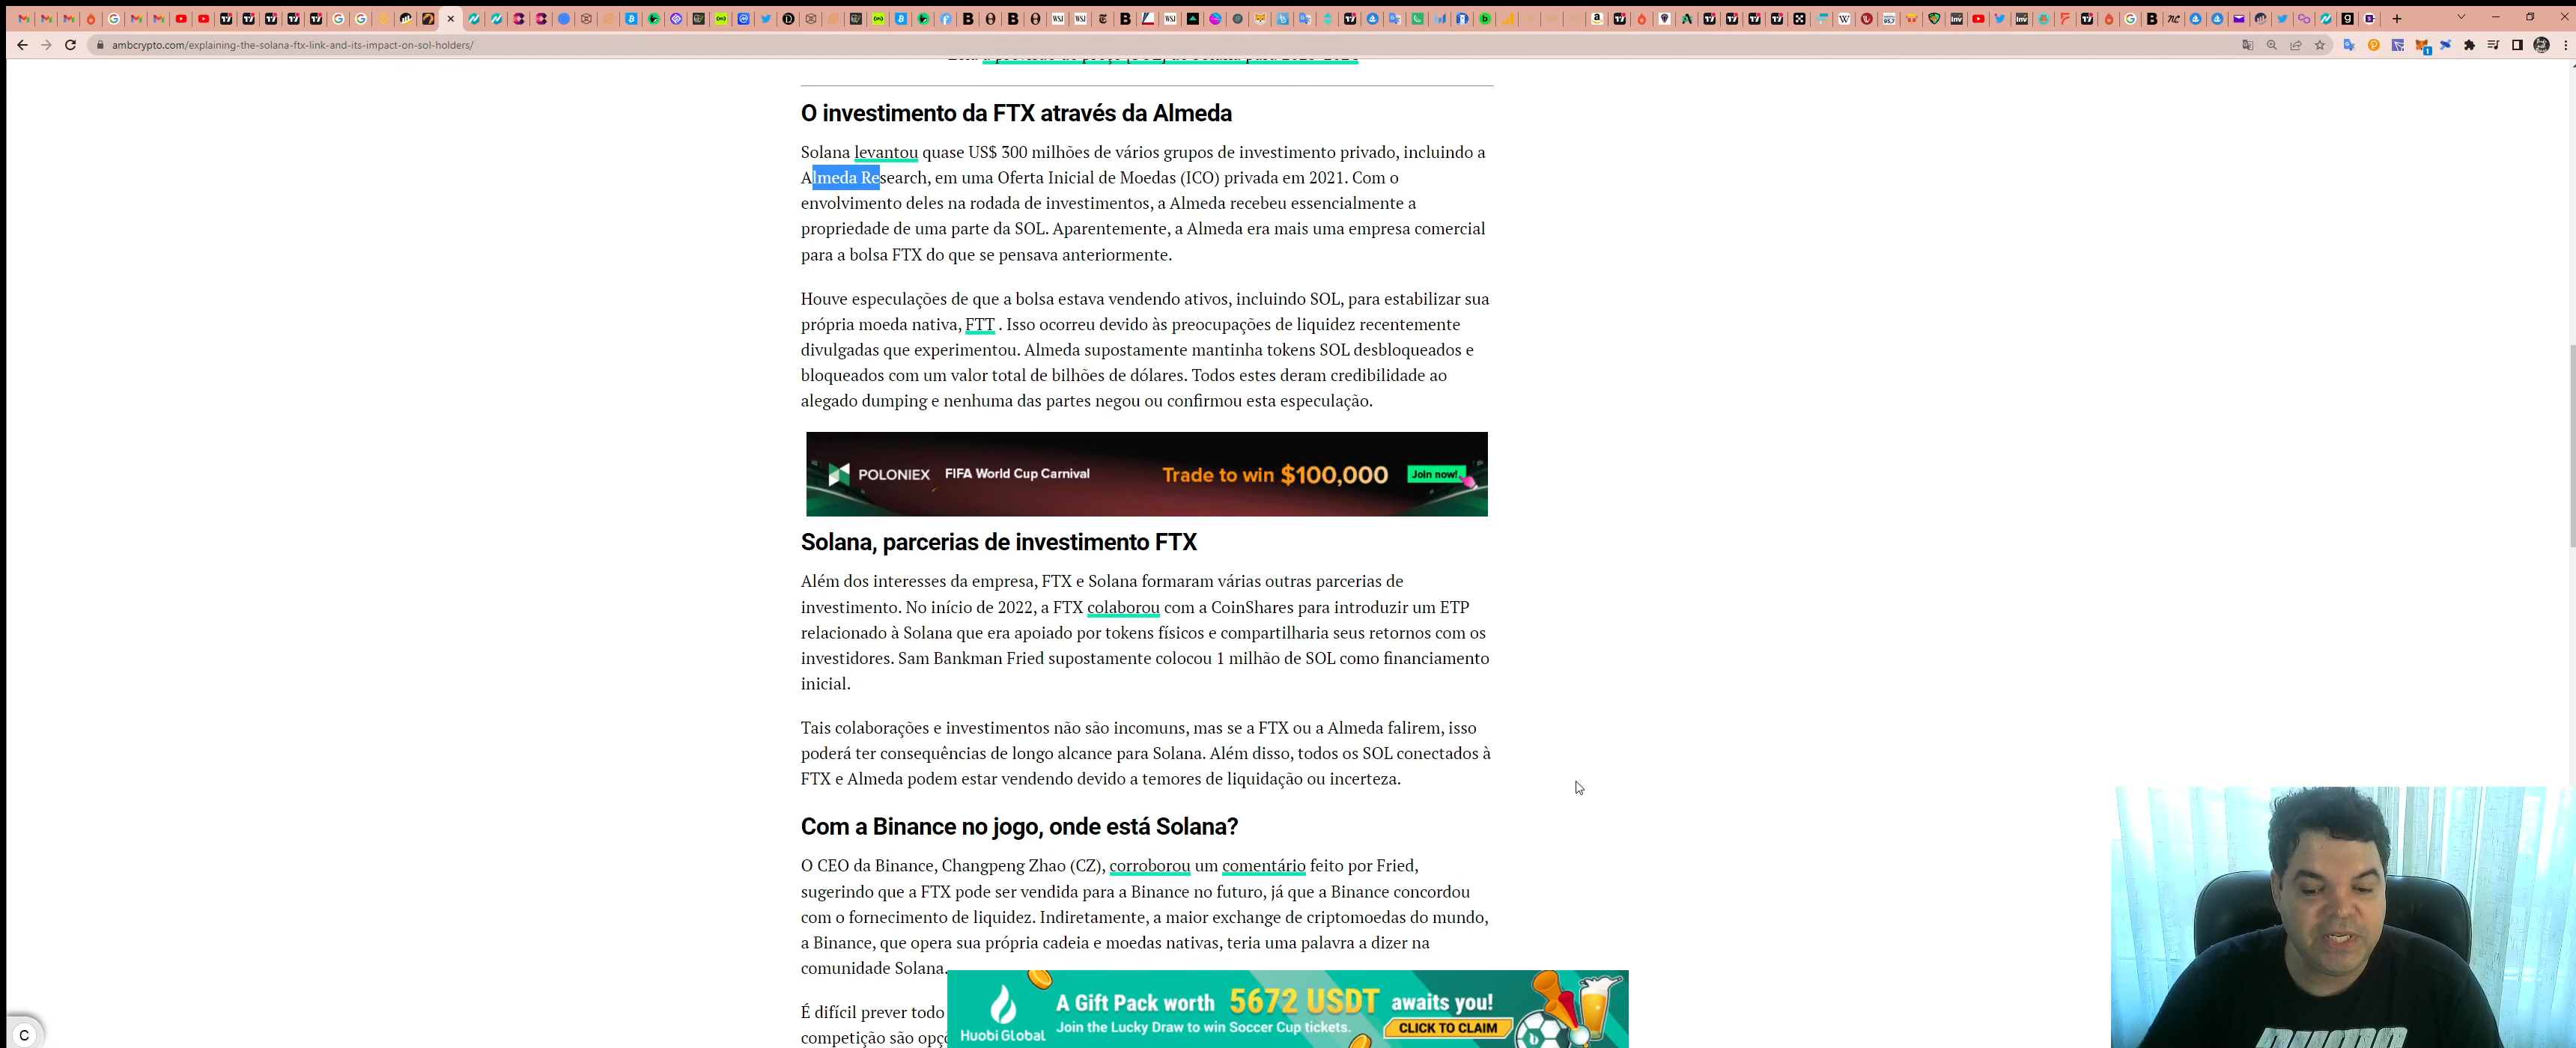 ambcrypto.com/explaining-the-solana-ftx-link-and-its-impact-on-sol-holders/
O investimento da FTX através da Almeda
Solana levantou quase US$ 300 milhões de vários grupos de investimento privado, incluindo a
Almeda Research, em uma Oferta Inicial de Moedas (ICO) privada em 2021. Com o
envolvimento deles na rodada de investimentos, a Almeda recebeu essencialmente a
propriedade de uma parte da SOL. Aparentemente, a Almeda era mais uma empresa comercial
para a bolsa FTX do que se pensava anteriormente.
Houve especulações de que a bolsa estava vendendo ativos, incluindo SOL, para estabilizar sua
própria moeda nativa, FTT . Isso ocorreu devido às preocupações de liquidez recentemente
divulgadas que experimentou. Almeda supostamente mantinha tokens SOL desbloqueados e
bloqueados com um valor total de bilhões de dólares. Todos estes deram credibilidade ao
alegado dumping e nenhuma das partes negou ou confirmou esta especulação.
POLONIEX FIFA World Cup Carnival Trade to win $100,000 Join now!
Solana, parcerias de investimento FTX
Além dos interesses da empresa, FTX e Solana formaram várias outras parcerias de
investimento. No início de 2022, a FTX colaborou com a CoinShares para introduzir um ETP
relacionado à Solana que era apoiado por tokens físicos e compartilharia seus retornos com os
investidores. Sam Bankman Fried supostamente colocou 1 milhão de SOL como financiamento
inicial.
Tais colaborações e investimentos não são incomuns, mas se a FTX ou a Almeda falirem, isso
poderá ter consequências de longo alcance para Solana. Além disso, todos os SOL conectados à
FTX e Almeda podem estar vendendo devido a temores de liquidação ou incerteza.
Com a Binance no jogo, onde está Solana?
O CEO da Binance, Changpeng Zhao (CZ), corroborou um comentário feito por Fried,
sugerindo que a FTX pode ser vendida para a Binance no futuro, já que a Binance concordou
com o fornecimento de liquidez. Indiretamente, a maior exchange de criptomoedas do mundo,
a Binance, que opera sua própria cadeia e moedas nativas, teria uma palavra a dizer na
comunidade Solana.
É difícil prever todo
competição são
Huobi Global
A Gift Pack worth 5672 USDT awaits you!
Join the Lucky Draw to win Soccer Cup tickets. CLICK TO CLAIM
C